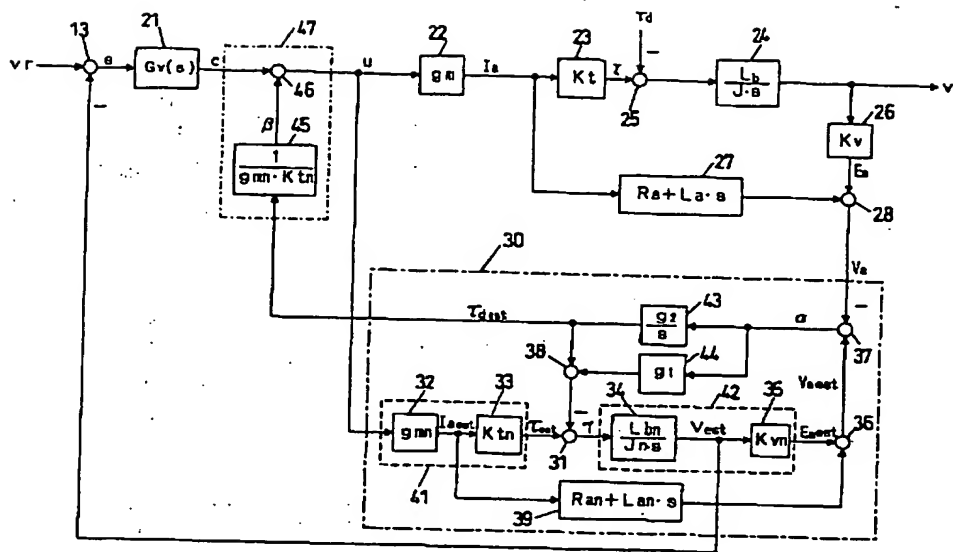 13
21
47
22
23
τd
24
vr
e
Gv(s)
c
46
u
gm
Ia
Kt
τ
−
25
Lb
J·s
v
−
β
45
1
gmn·Ktn
26
Kv
27
Ra+La·s
Ea
28
30
Va
τdest
43
g2
s
α
−
37
38
44
g1
Vaest
32
33
−
34
42
35
gmn
Iaest
Ktn
τest
γ
31
Lbn
Jn·s
Vest
Kvn
Eaest
36
41
Ran+Lan·s
39